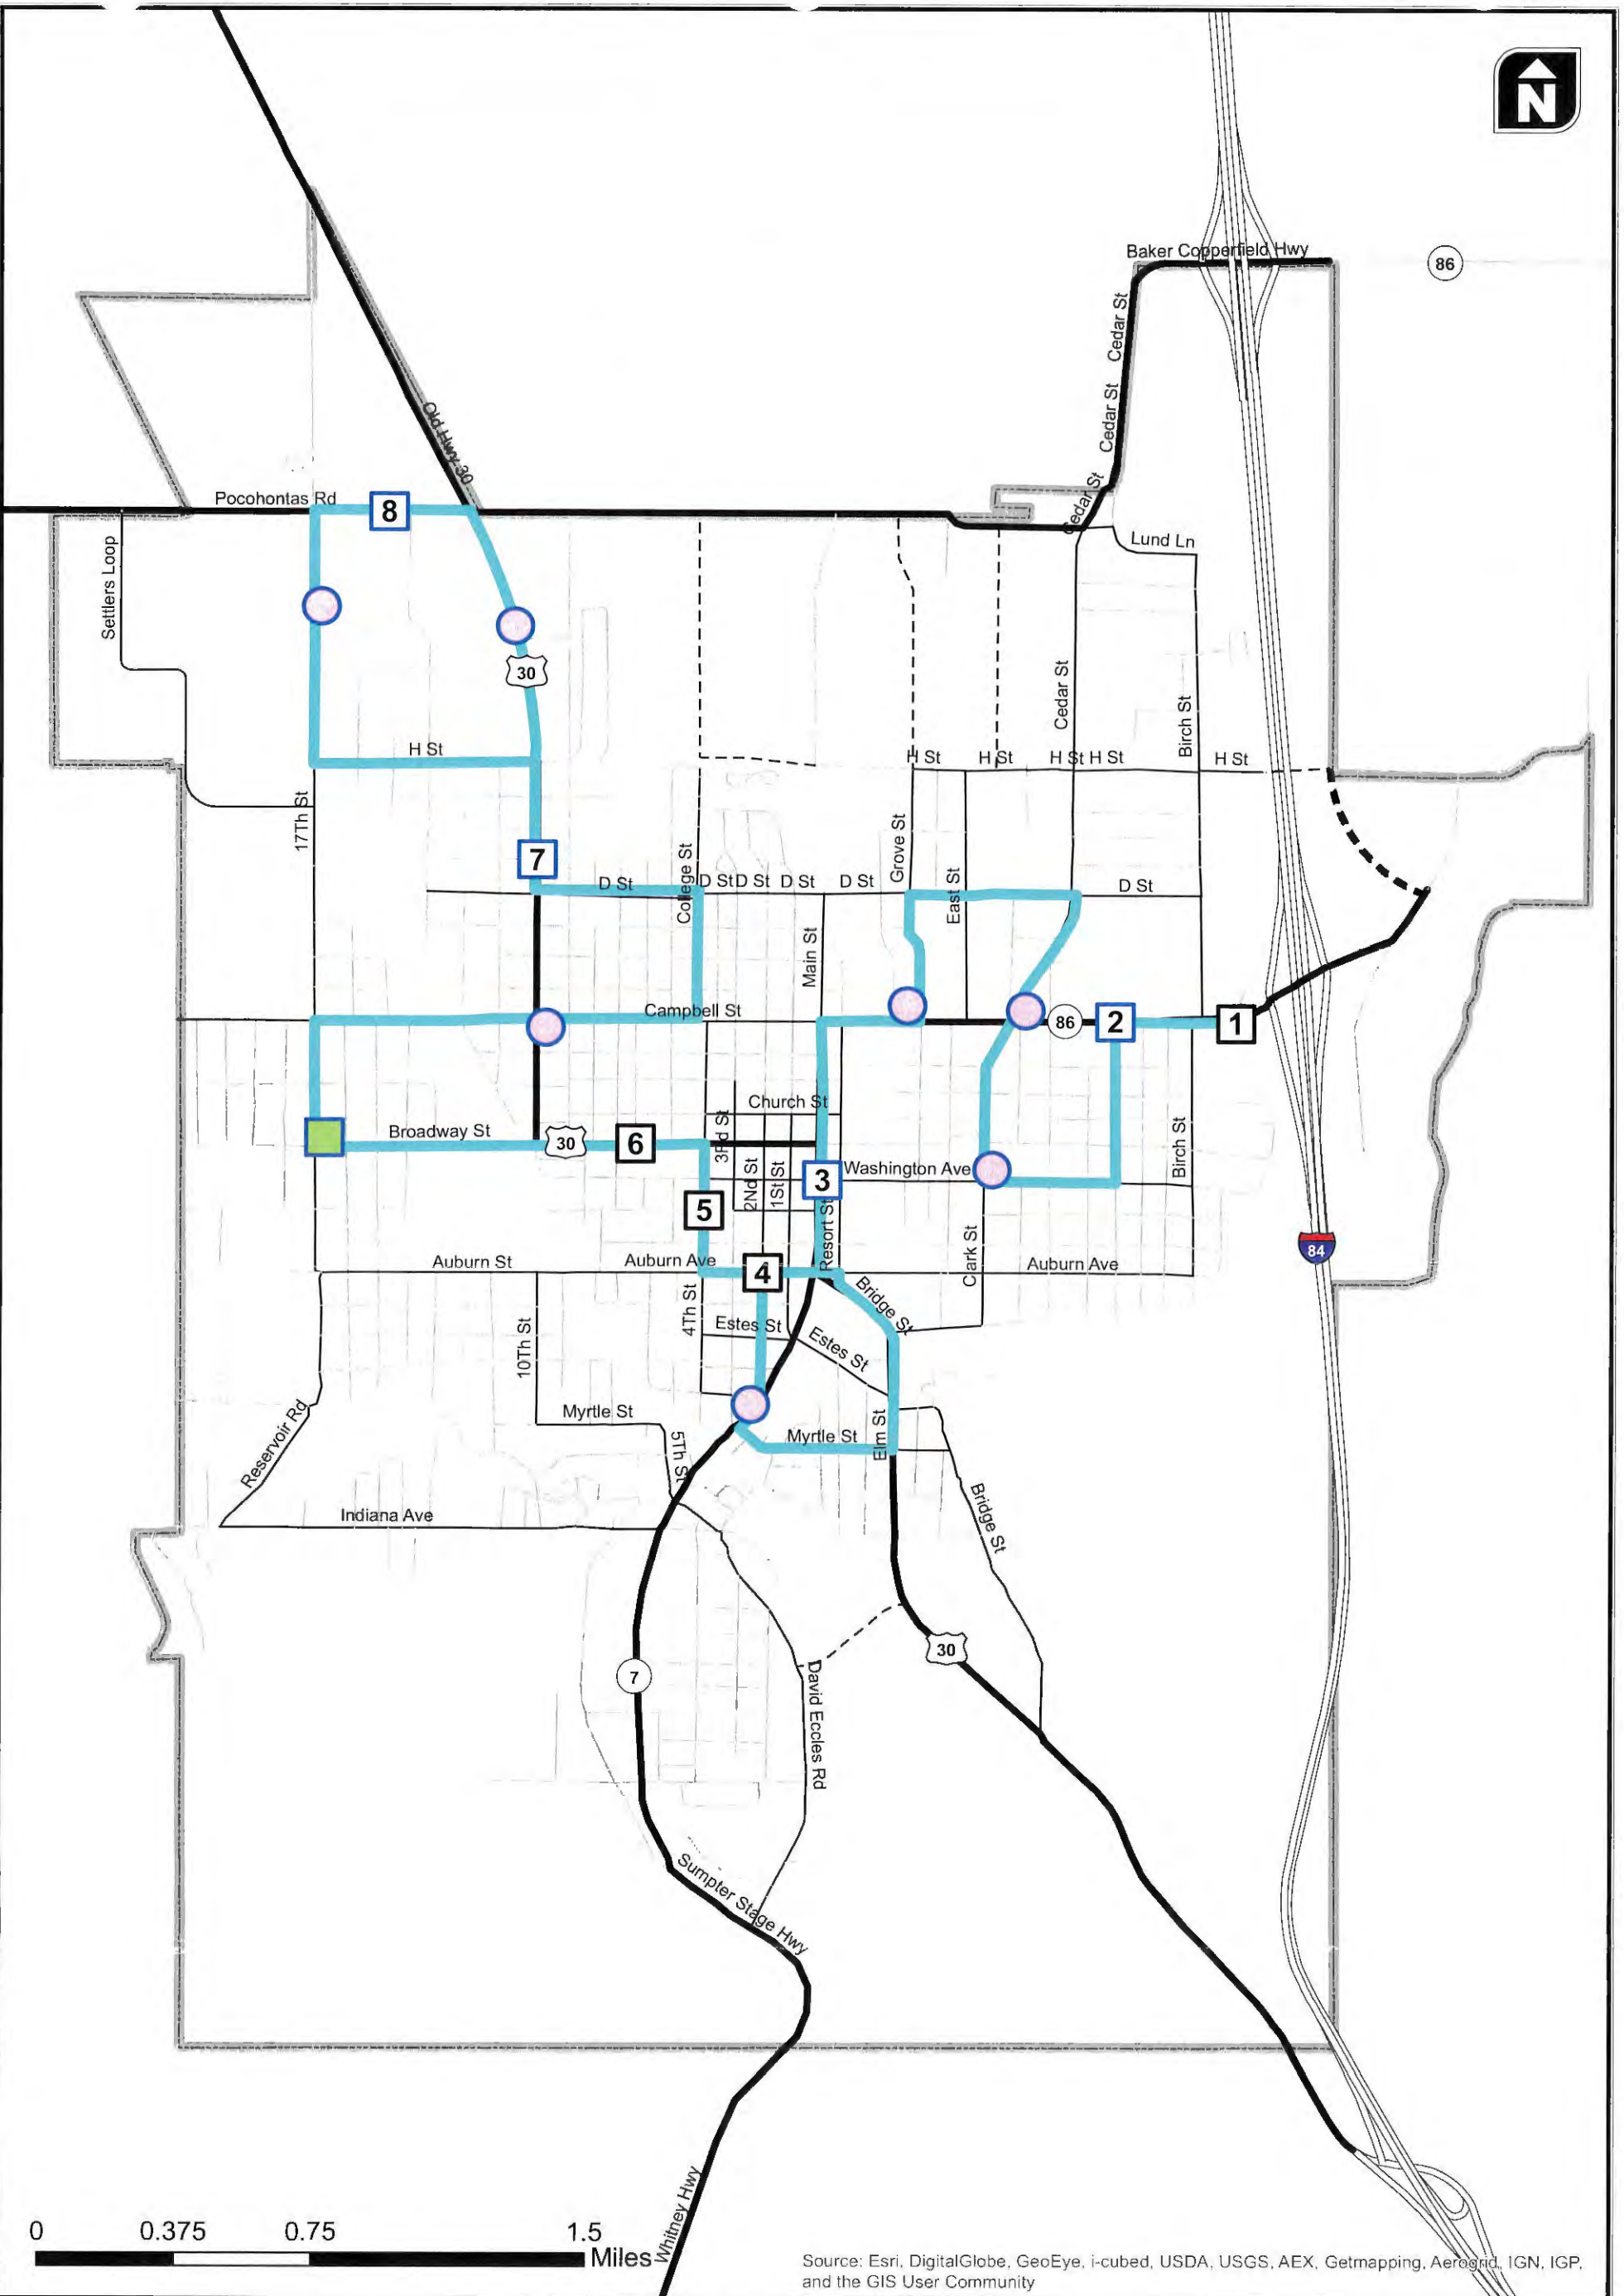 N
Baker Copperfield Hwy
86
Cedar St
Cedar St
Old Hwy 30
Cedar St
Pocohontas Rd
8
Lund Ln
Settlers Loop
30
Cedar St
Birch St
H St
H St
H St
H St
H St
H St
17Th St
Grove St
7
College St
D St
D St
D St
D St
D St
East St
D St
Main St
Campbell St
86
2
1
Church St
3Rd St
Broadway St
30
6
Birch St
2Nd St
1St St
3
Washington Ave
5
Resort St
Clark St
84
Auburn St
Auburn Ave
4
Auburn Ave
Bridge St
4Th St
10Th St
Estes St
Estes St
Reservoir Rd
Myrtle St
Myrtle St
Elm St
5Th St
Indiana Ave
Bridge St
30
7
David Eccles Rd
Sumpter Stage Hwy
Whitney Hwy
0 0.375 0.75 1.5
Miles
Source: Esri, DigitalGlobe, GeoEye, i-cubed, USDA, USGS, AEX, Getmapping, Aerogrid, IGN, IGP,
and the GIS User Community